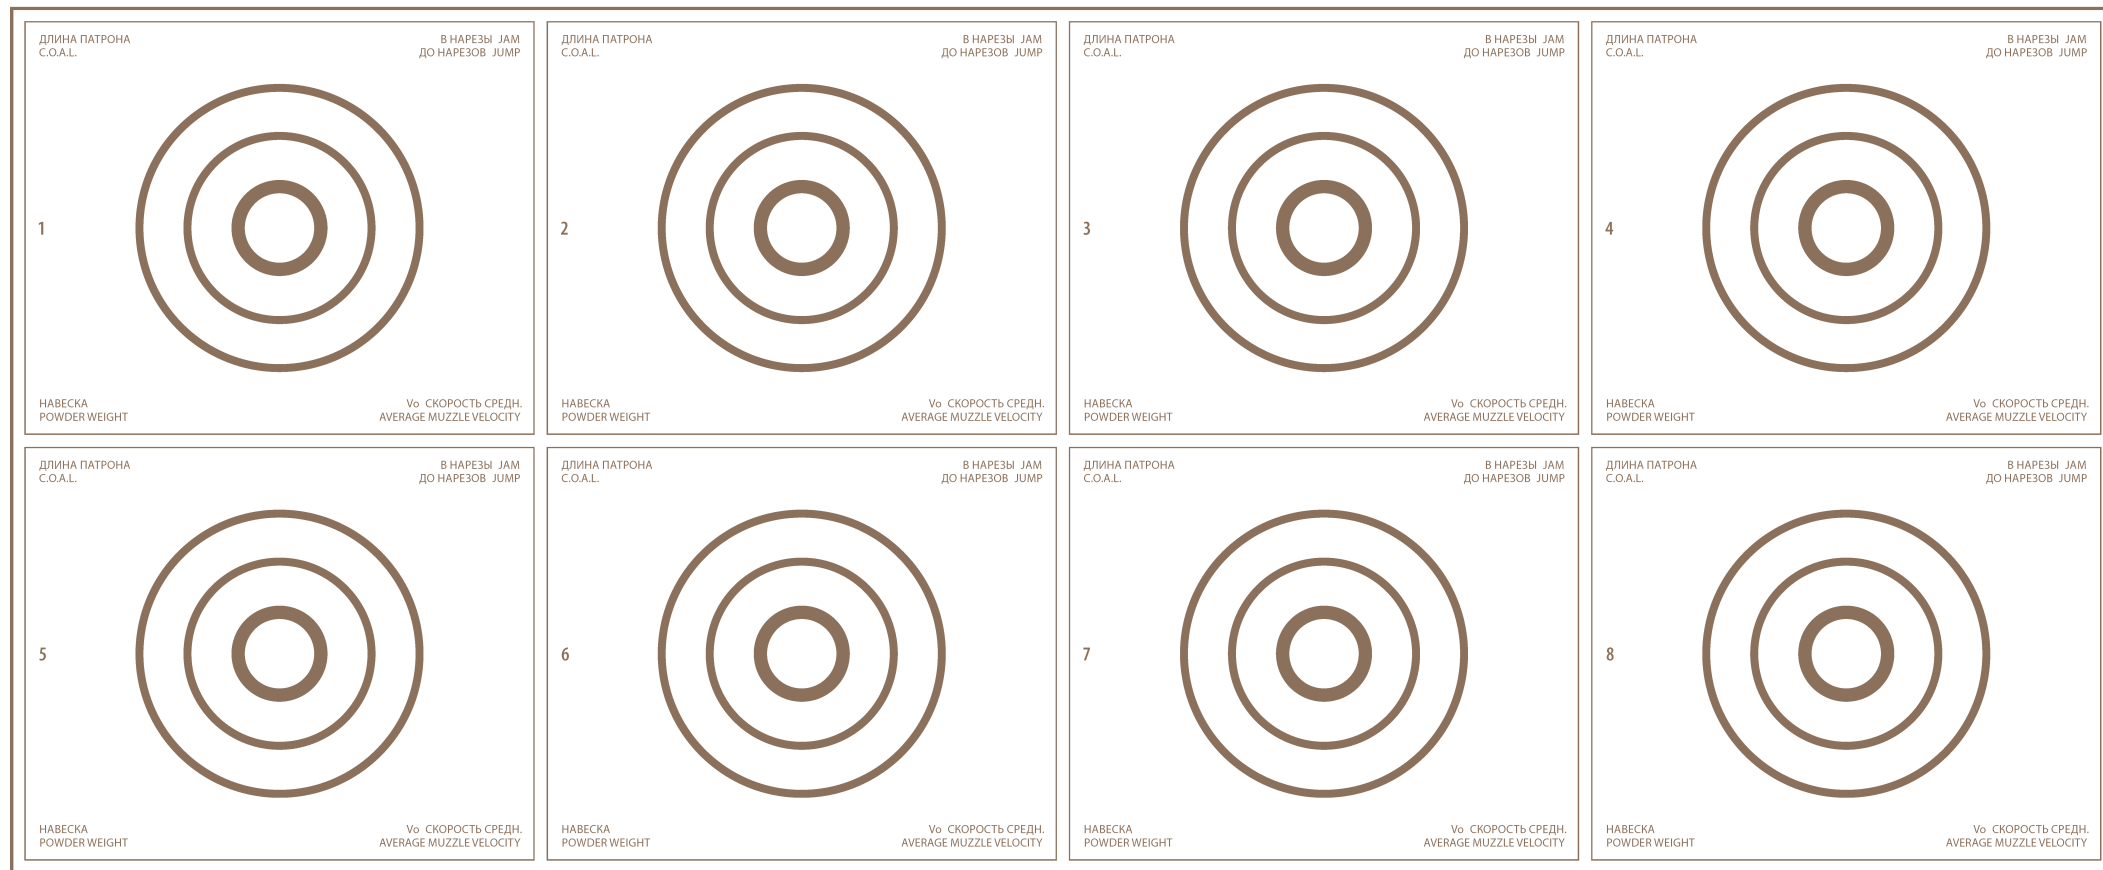 ДЛИНА ПАТРОНА
C.O.A.L.
В НАРЕЗЫ JAM
ДО НАРЕЗОВ JUMP
1
НАВЕСКА
POWDER WEIGHT
Vo СКОРОСТЬ СРЕДН.
AVERAGE MUZZLE VELOCITY
ДЛИНА ПАТРОНА
C.O.A.L.
В НАРЕЗЫ JAM
ДО НАРЕЗОВ JUMP
2
НАВЕСКА
POWDER WEIGHT
Vo СКОРОСТЬ СРЕДН.
AVERAGE MUZZLE VELOCITY
ДЛИНА ПАТРОНА
C.O.A.L.
В НАРЕЗЫ JAM
ДО НАРЕЗОВ JUMP
3
НАВЕСКА
POWDER WEIGHT
Vo СКОРОСТЬ СРЕДН.
AVERAGE MUZZLE VELOCITY
ДЛИНА ПАТРОНА
C.O.A.L.
В НАРЕЗЫ JAM
ДО НАРЕЗОВ JUMP
4
НАВЕСКА
POWDER WEIGHT
Vo СКОРОСТЬ СРЕДН.
AVERAGE MUZZLE VELOCITY
ДЛИНА ПАТРОНА
C.O.A.L.
В НАРЕЗЫ JAM
ДО НАРЕЗОВ JUMP
5
НАВЕСКА
POWDER WEIGHT
Vo СКОРОСТЬ СРЕДН.
AVERAGE MUZZLE VELOCITY
ДЛИНА ПАТРОНА
C.O.A.L.
В НАРЕЗЫ JAM
ДО НАРЕЗОВ JUMP
6
НАВЕСКА
POWDER WEIGHT
Vo СКОРОСТЬ СРЕДН.
AVERAGE MUZZLE VELOCITY
ДЛИНА ПАТРОНА
C.O.A.L.
В НАРЕЗЫ JAM
ДО НАРЕЗОВ JUMP
7
НАВЕСКА
POWDER WEIGHT
Vo СКОРОСТЬ СРЕДН.
AVERAGE MUZZLE VELOCITY
ДЛИНА ПАТРОНА
C.O.A.L.
В НАРЕЗЫ JAM
ДО НАРЕЗОВ JUMP
8
НАВЕСКА
POWDER WEIGHT
Vo СКОРОСТЬ СРЕДН.
AVERAGE MUZZLE VELOCITY